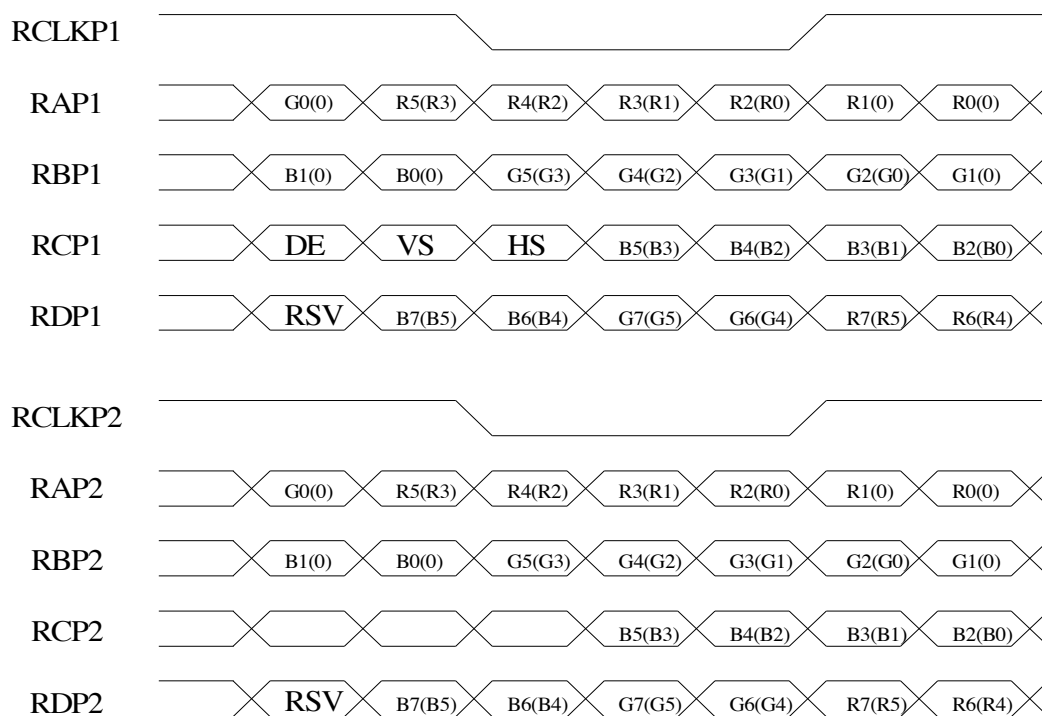 RCLKP1
RAP1 G0(0) R5(R3) R4(R2) R3(R1) R2(R0) R1(0) R0(0)
RBP1 B1(0) B0(0) G5(G3) G4(G2) G3(G1) G2(G0) G1(0)
RCP1 DE VS HS B5(B3) B4(B2) B3(B1) B2(B0)
RDP1 RSV B7(B5) B6(B4) G7(G5) G6(G4) R7(R5) R6(R4)
RCLKP2
RAP2 G0(0) R5(R3) R4(R2) R3(R1) R2(R0) R1(0) R0(0)
RBP2 B1(0) B0(0) G5(G3) G4(G2) G3(G1) G2(G0) G1(0)
RCP2 B5(B3) B4(B2) B3(B1) B2(B0)
RDP2 RSV B7(B5) B6(B4) G7(G5) G6(G4) R7(R5) R6(R4)